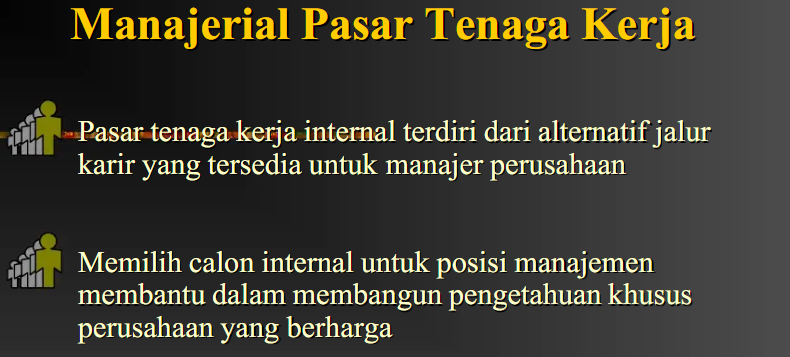 Manajerial Pasar Tenaga Kerja
Pasar tenaga kerja internal terdiri dari alternatif jalur
karir yang tersedia untuk manajer perusahaan
Memilih calon internal untuk posisi manajemen
membantu dalam membangun pengetahuan khusus
perusahaan yang berharga